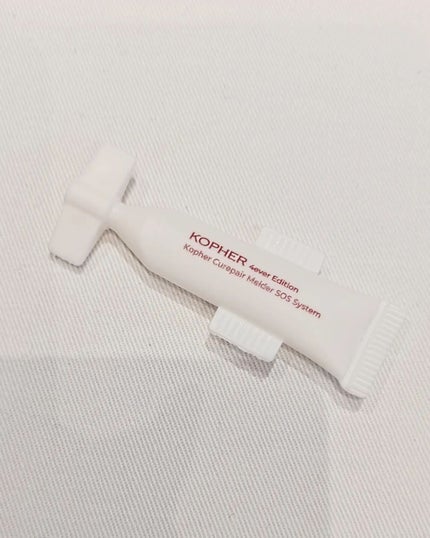 KOPHER 4ever Edition
Kopher Curepair Melder SOS System